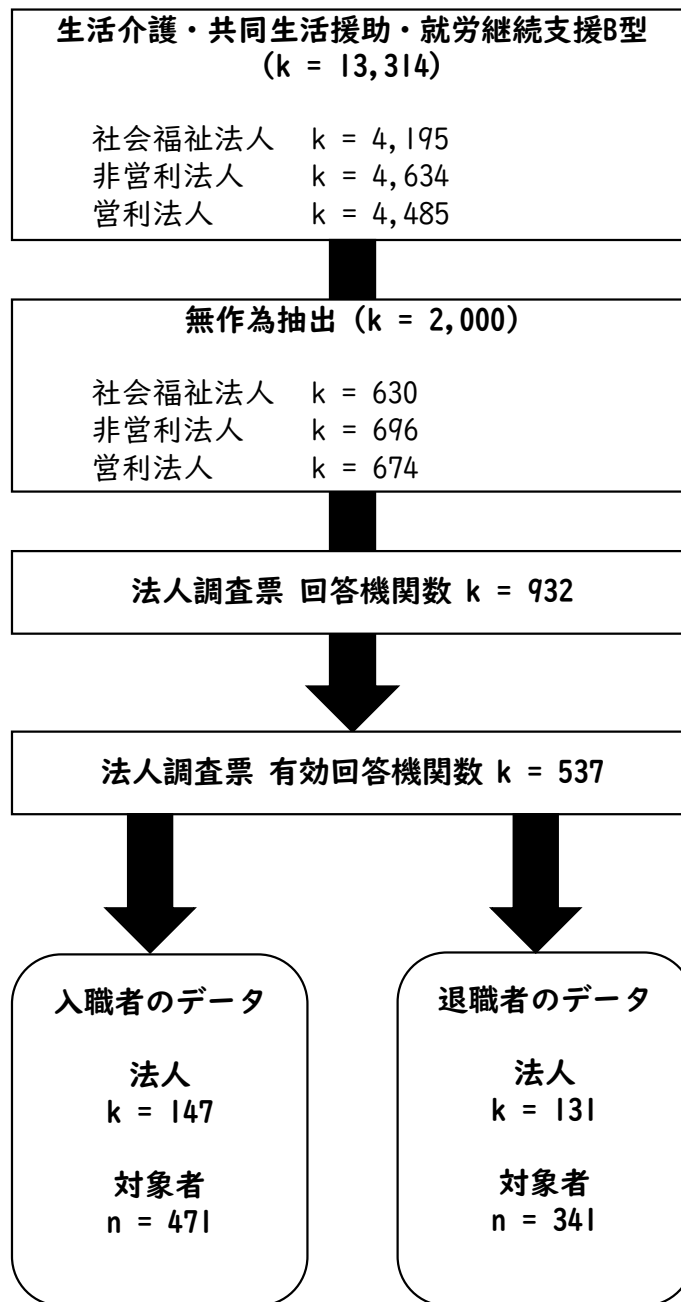 生活介護・共同生活援助・就労継続支援B型
(k = 13,314)
社会福祉法人 k = 4,195
非営利法人 k = 4,634
営利法人 k = 4,485
無作為抽出 (k = 2,000)
社会福祉法人 k = 630
非営利法人 k = 696
営利法人 k = 674
法人調査票 回答機関数 k = 932
法人調査票 有効回答機関数 k = 537
入職者のデータ
法人
k = 147
対象者
n = 471
退職者のデータ
法人
k = 131
対象者
n = 341